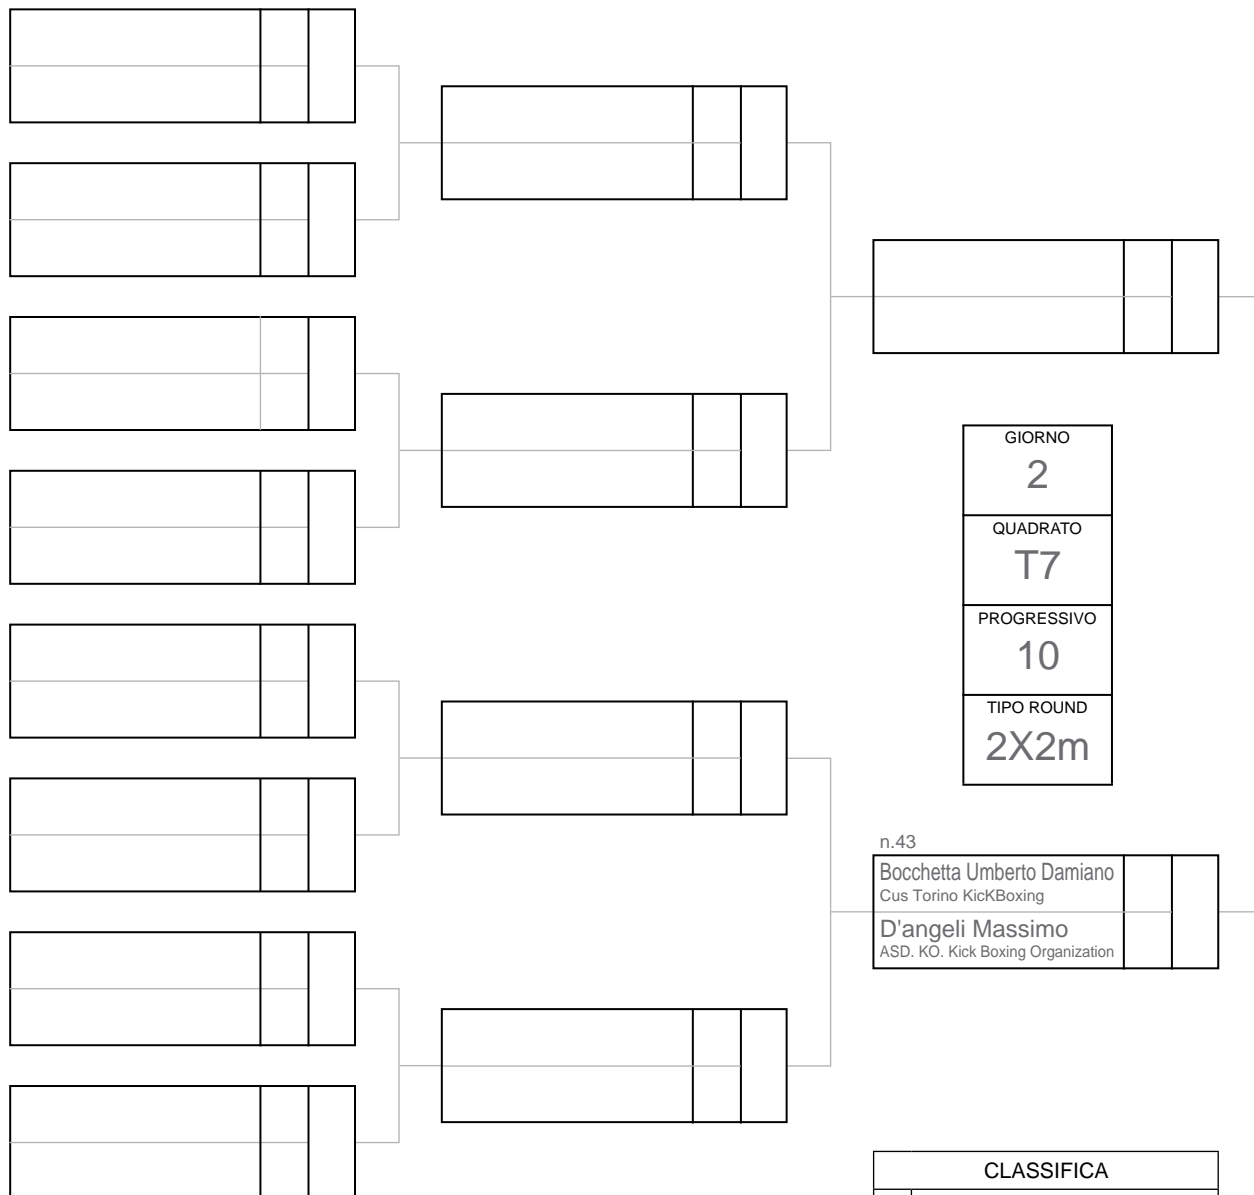 GIORNO
2
QUADRATO
T7
PROGRESSIVO
10
TIPO ROUND
2X2m
n.43
Bocchetta Umberto Damiano
Cus Torino KicKBoxing
D'angeli Massimo
ASD. KO. Kick Boxing Organization
CLASSIFICA